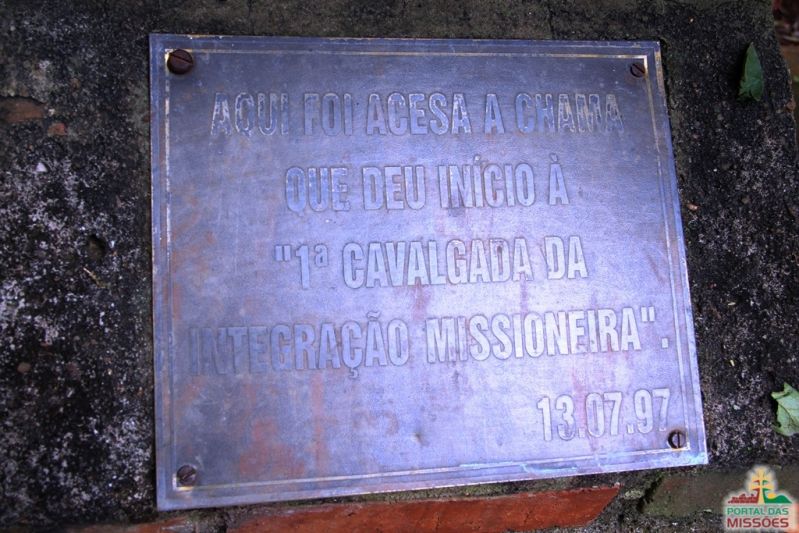 AQUI FOI ACESA A CHAMA
QUE DEU INÍCIO À
"1ª CAVALGADA DA
INTEGRAÇÃO MISSIONEIRA".
13.07.97
PORTAL DAS
MISSÕES